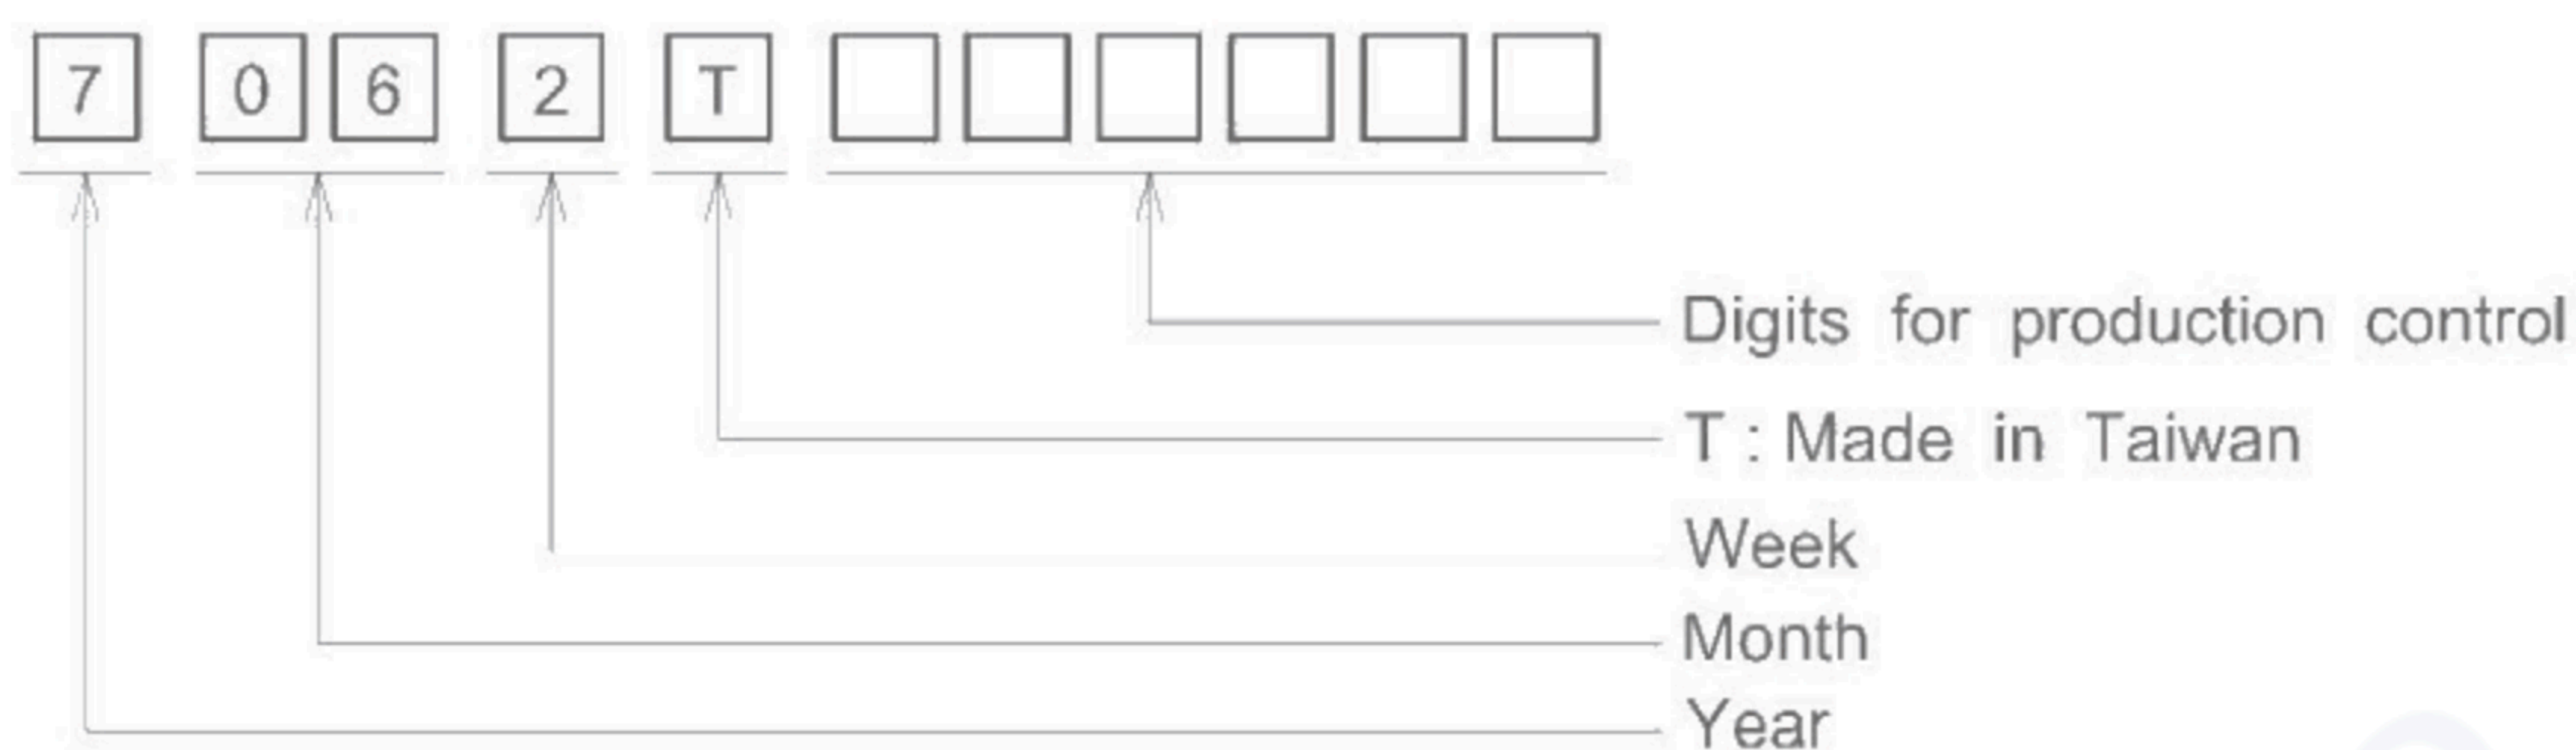 7 0 6 2 T
Digits for production control
T : Made in Taiwan
Week
Month
Year